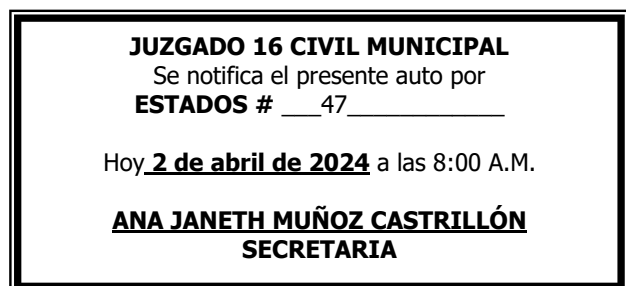 JUZGADO 16 CIVIL MUNICIPAL
Se notifica el presente auto por
ESTADOS # ___47____________
Hoy 2 de abril de 2024 a las 8:00 A.M.
ANA JANETH MUÑOZ CASTRILLÓN
SECRETARIA